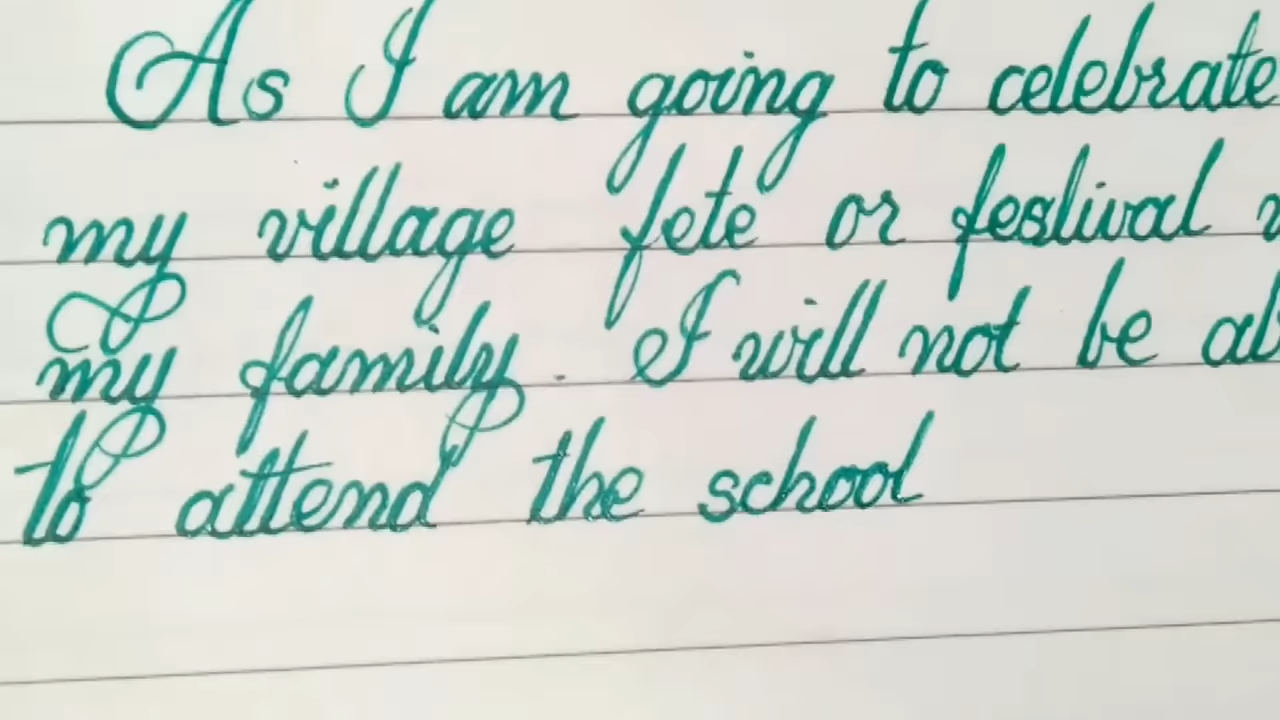 As I am going to celebrate
my village fete or festival
my family. I will not be
to attend the school